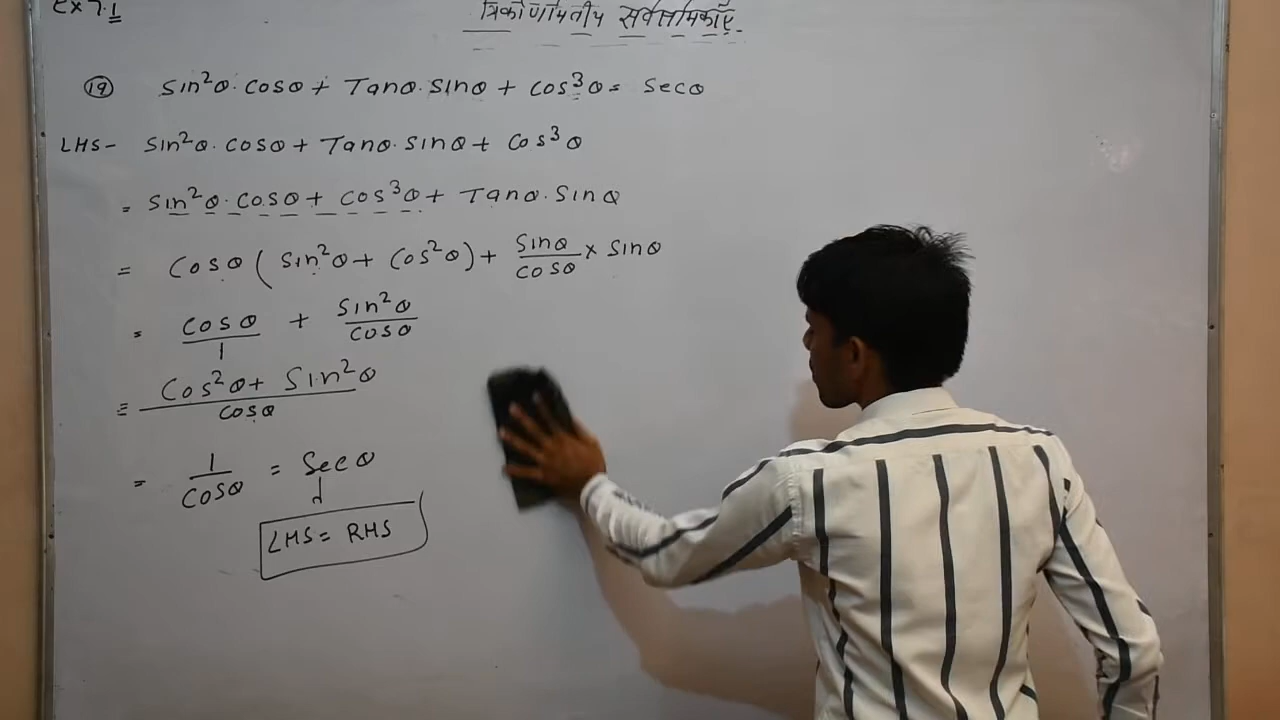 Ex 7.1
त्रिकोणमितीय सर्वसमिकाएँ
(19) Sin²θ·Cosθ + Tanθ·Sinθ + Cos³θ = Secθ
LHS - Sin²θ·Cosθ + Tanθ·Sinθ + Cos³θ
= Sin²θ·Cosθ + Cos³θ + Tanθ·Sinθ
= Cosθ (Sin²θ + Cos²θ) + Sinθ/Cosθ × Sinθ
= Cosθ/1 + Sin²θ/Cosθ
= Cos²θ + Sin²θ/Cosθ
= 1/Cosθ = Secθ
LHS = RHS